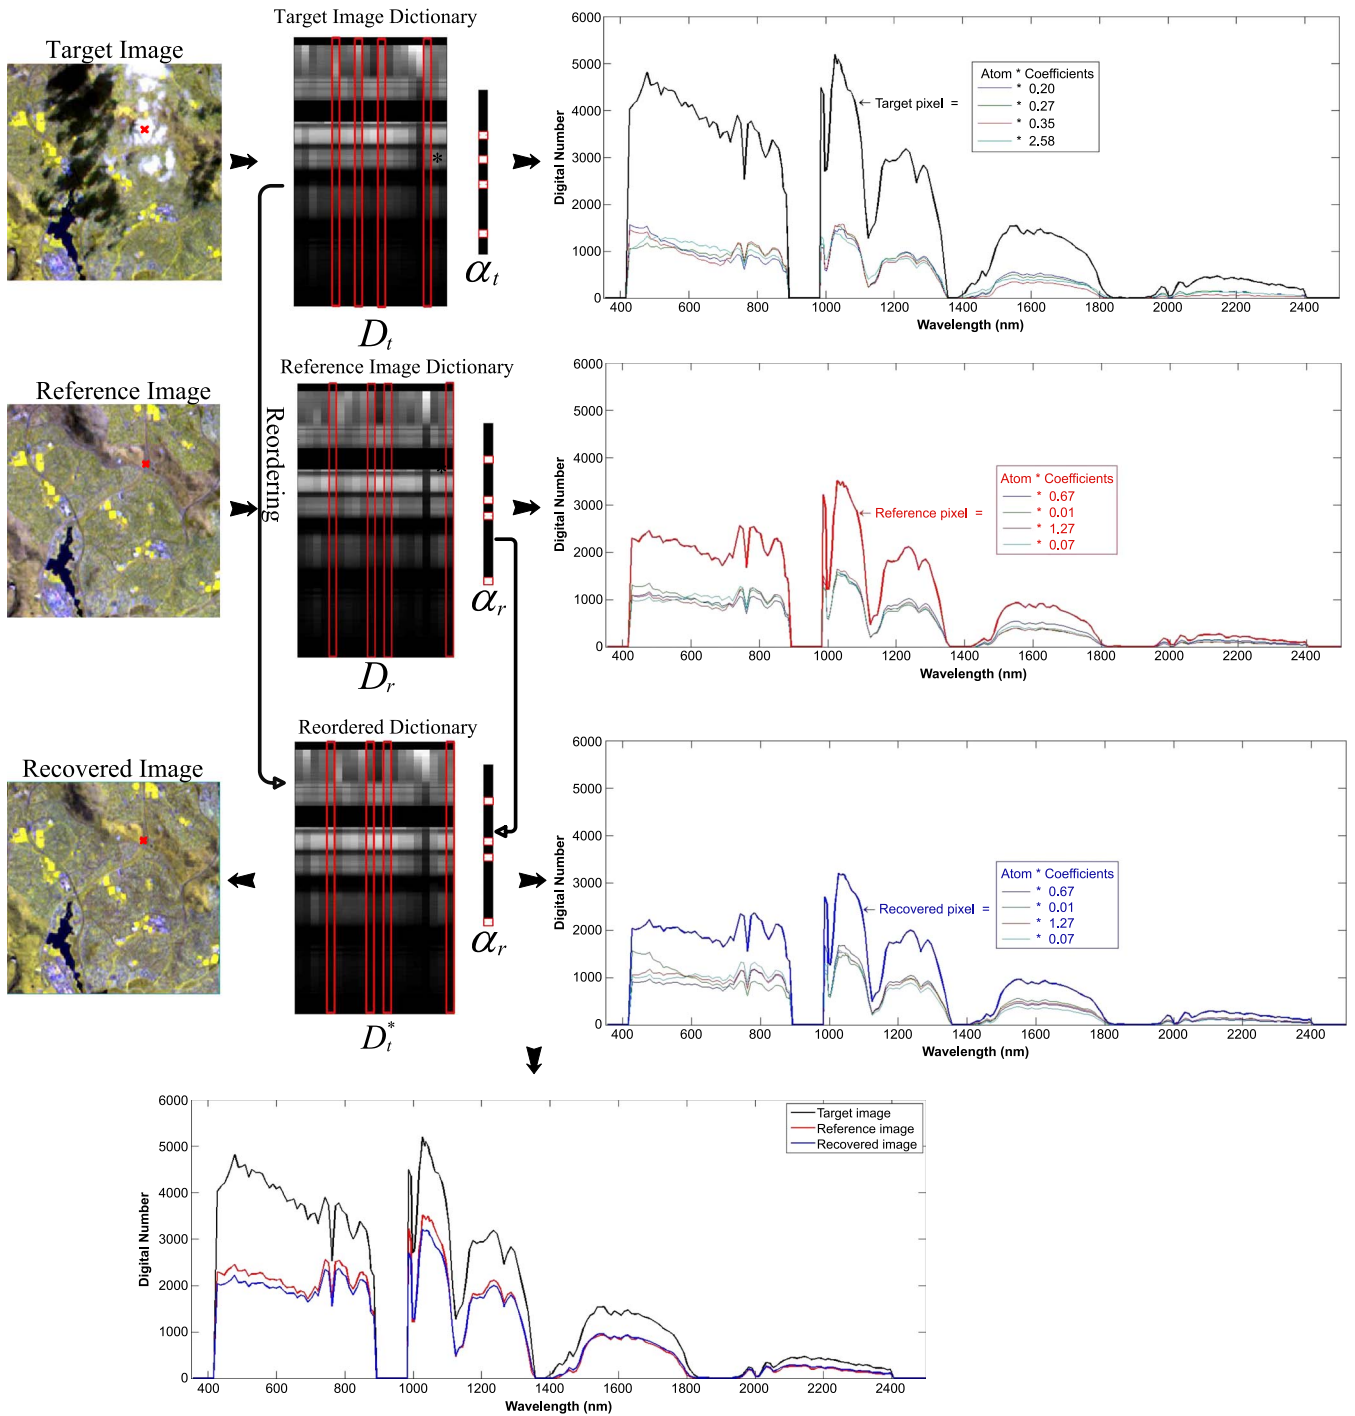 Target Image
Target Image Dictionary
*
αt
Dt
6000
5000
4000
3000
2000
1000
0
Digital Number
400 600 800 1000 1200 1400 1600 1800 2000 2200 2400
Wavelength (nm)
Target pixel =
Atom * Coefficients
* 0.20
* 0.27
* 0.35
* 2.58
Reference Image
Reordering
Reference Image Dictionary
*
αr
Dr
6000
5000
4000
3000
2000
1000
0
Digital Number
400 600 800 1000 1200 1400 1600 1800 2000 2200 2400
Wavelength (nm)
Reference pixel =
Atom * Coefficients
* 0.67
* 0.01
* 1.27
* 0.07
Recovered Image
Reordered Dictionary
αr
Dt*
6000
5000
4000
3000
2000
1000
0
Digital Number
400 600 800 1000 1200 1400 1600 1800 2000 2200 2400
Wavelength (nm)
Recovered pixel =
Atom * Coefficients
* 0.67
* 0.01
* 1.27
* 0.07
6000
5000
4000
3000
2000
1000
0
Digital Number
400 600 800 1000 1200 1400 1600 1800 2000 2200 2400
Wavelength (nm)
Target image
Reference image
Recovered image